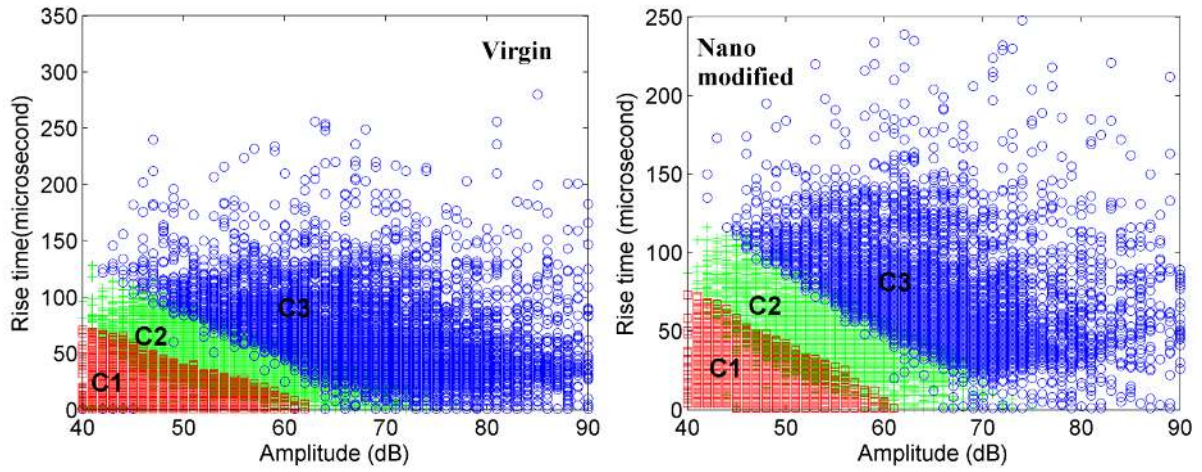 350
300
250
200
150
100
50
0
Rise time(microsecond)
Virgin
C3
C2
C1
40 50 60 70 80 90
Amplitude (dB)
250
200
150
100
50
0
Rise time (microsecond)
Nano
modified
C3
C2
C1
40 50 60 70 80 90
Amplitude (dB)